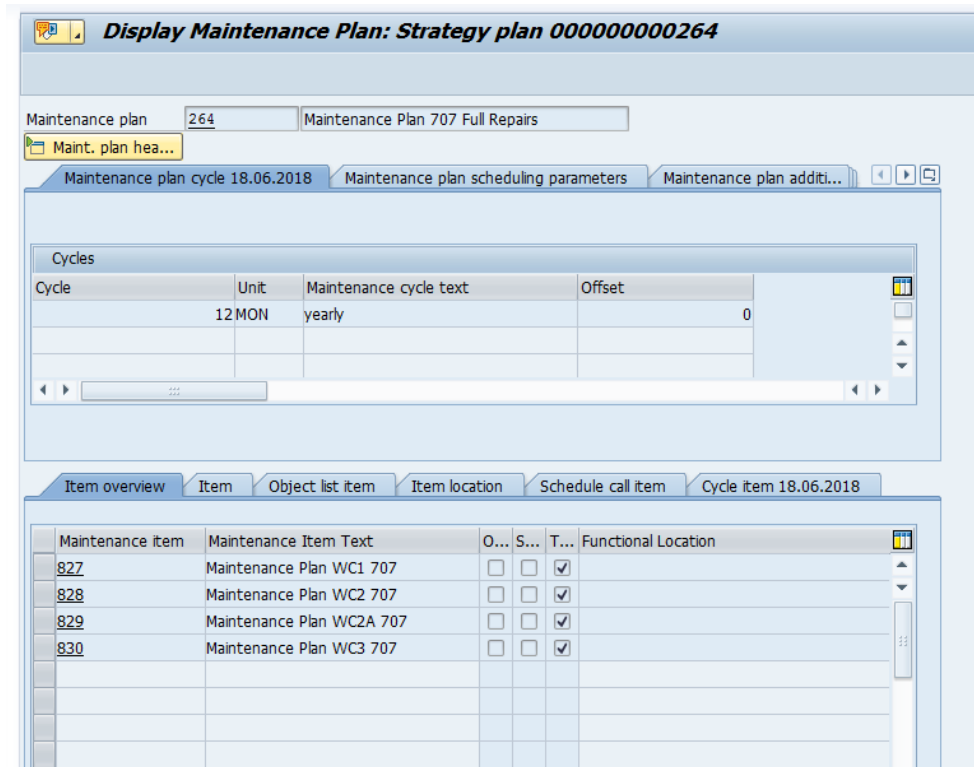 Display Maintenance Plan: Strategy plan 000000000264
Maintenance plan 264 Maintenance Plan 707 Full Repairs
Maint. plan hea...
Maintenance plan cycle 18.06.2018 Maintenance plan scheduling parameters Maintenance plan additi...
Cycles
Cycle Unit Maintenance cycle text Offset
12 MON yearly 0
Item overview Item Object list item Item location Schedule call item Cycle item 18.06.2018
Maintenance item Maintenance Item Text O... S... T... Functional Location
827 Maintenance Plan WC1 707
828 Maintenance Plan WC2 707
829 Maintenance Plan WC2A 707
830 Maintenance Plan WC3 707